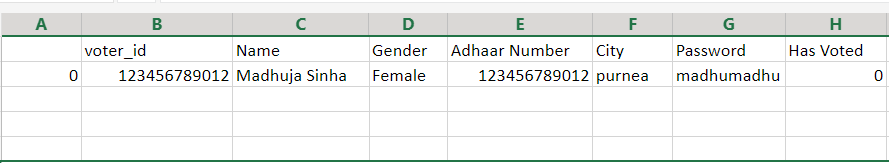 A B C D E F G H
voter_id Name Gender Adhaar Number City Password Has Voted
0 123456789012 Madhuja Sinha Female 123456789012 purnea madhumadhu 0